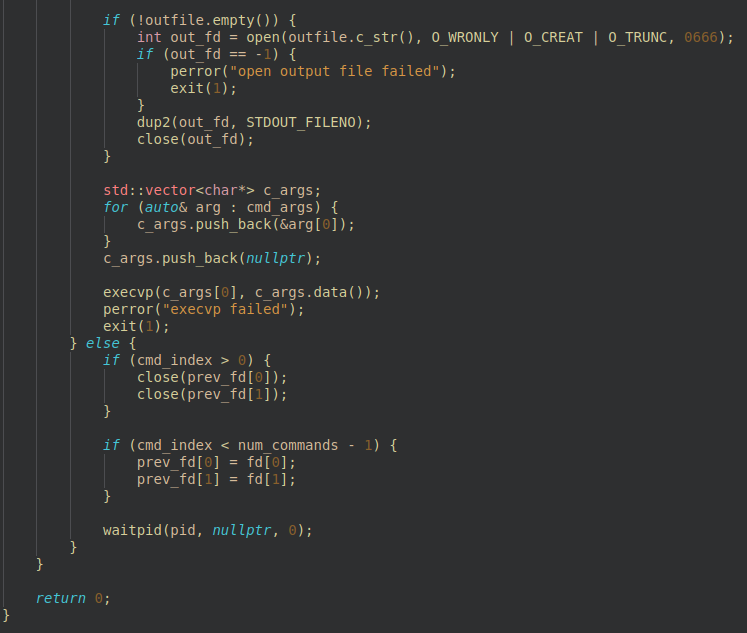 if (!outfile.empty()) {
int out_fd = open(outfile.c_str(), O_WRONLY | O_CREAT | O_TRUNC, 0666);
if (out_fd == -1) {
perror("open output file failed");
exit(1);
}
dup2(out_fd, STDOUT_FILENO);
close(out_fd);
}
std::vector<char*> c_args;
for (auto& arg : cmd_args) {
c_args.push_back(&arg[0]);
}
c_args.push_back(nullptr);
execvp(c_args[0], c_args.data());
perror("execvp failed");
exit(1);
} else {
if (cmd_index > 0) {
close(prev_fd[0]);
close(prev_fd[1]);
}
if (cmd_index < num_commands - 1) {
prev_fd[0] = fd[0];
prev_fd[1] = fd[1];
}
waitpid(pid, nullptr, 0);
}
}
return 0;
}